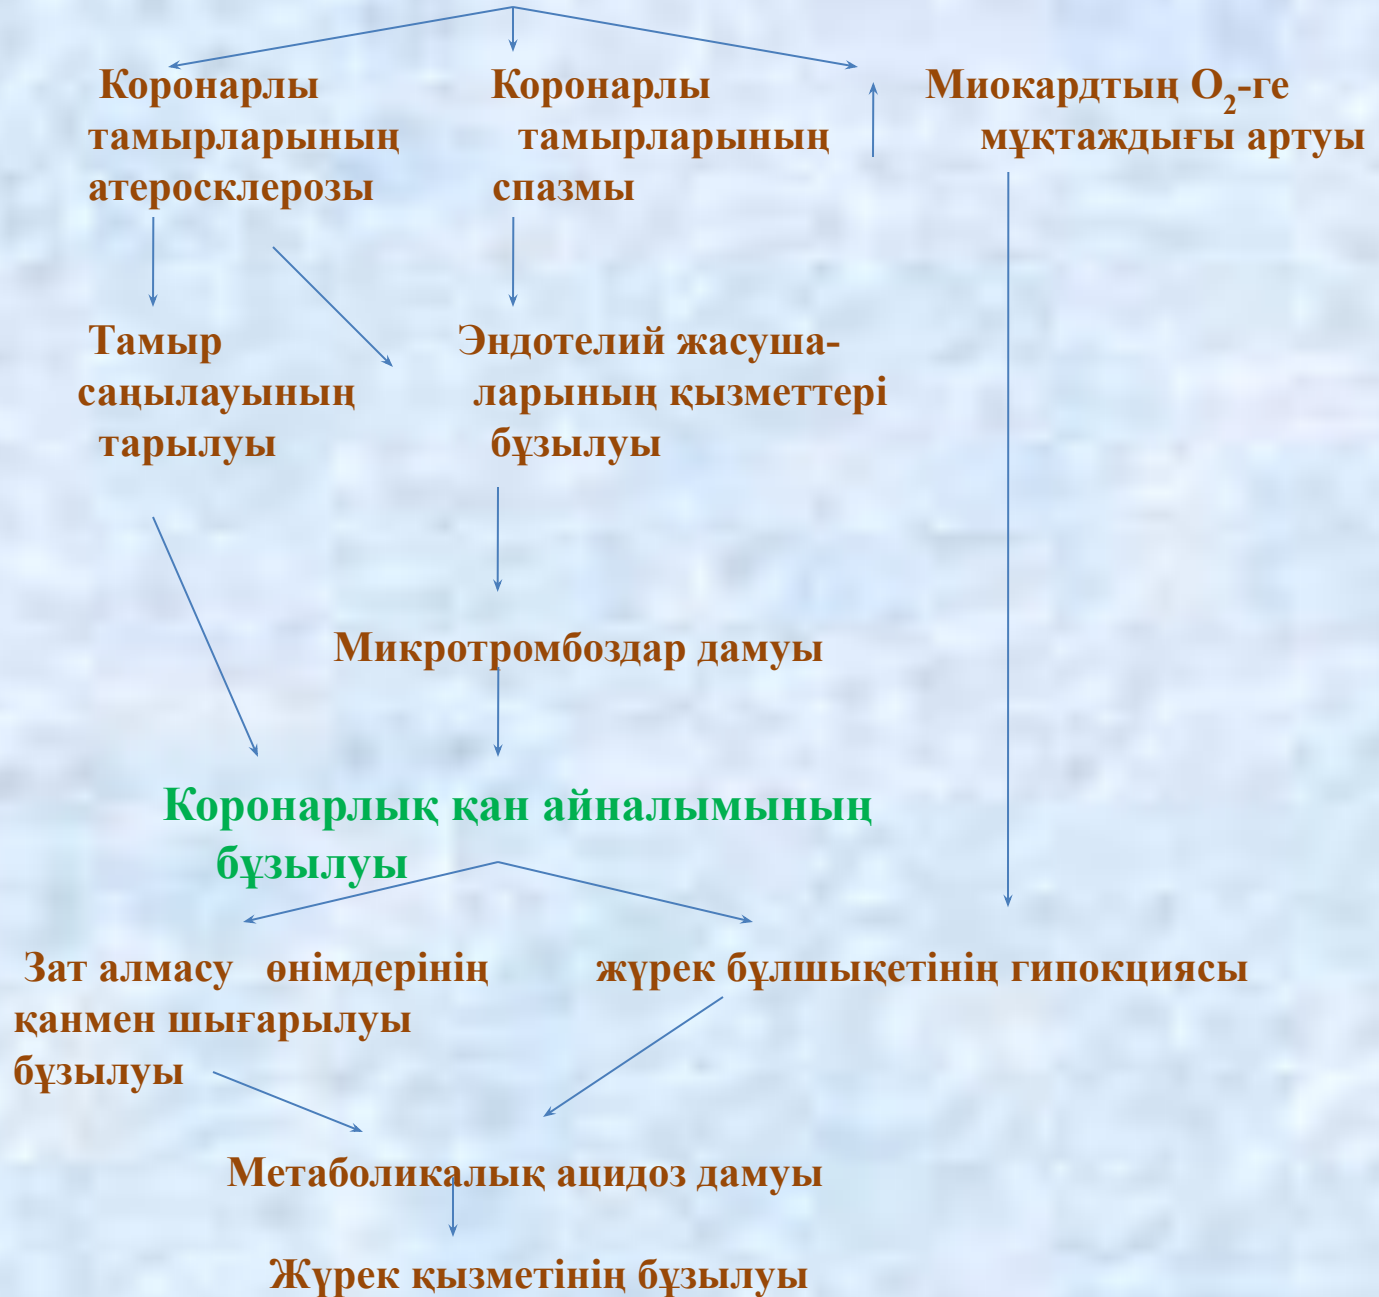 Коронарлы
тамырларының
атеросклерозы
Коронарлы
тамырларының
спазмы
Миокардтың О₂-ге
мұқтаждығы артуы
Тамыр
саңылауының
тарылуы
Эндотелий жасуша-
ларының қызметтері
бұзылуы
Микротромбоздар дамуы
Коронарлық қан айналымының
бұзылуы
Зат алмасу өнімдерінің
қанмен шығарылуы
бұзылуы
жүрек бұлшықетінің гипокциясы
Метаболикалық ацидоз дамуы
Жүрек қызметінің бұзылуы